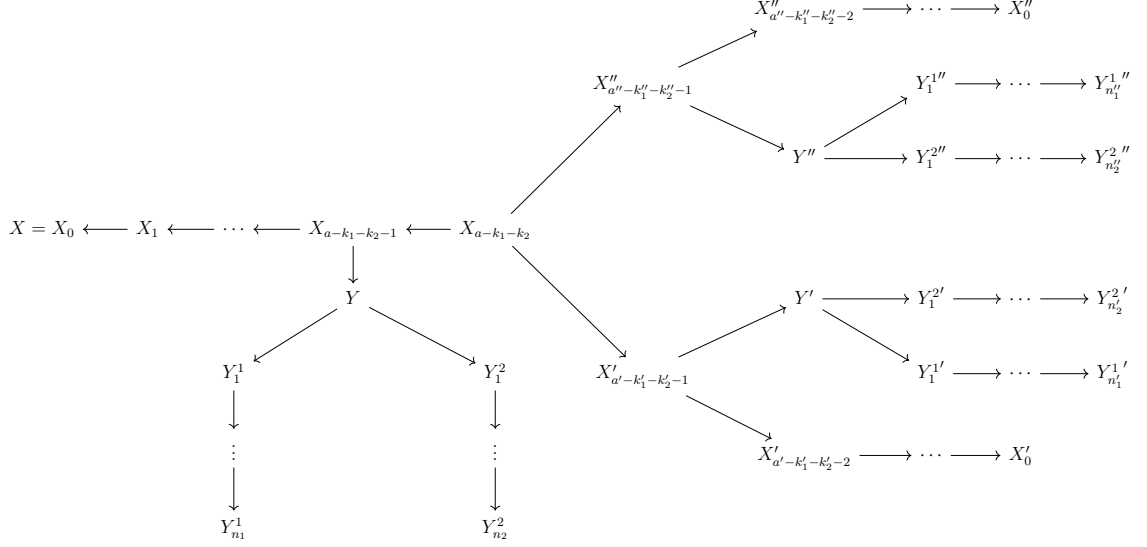 X''_{a''-k''_1-k''_2-2} ⋯ X''_0
X''_{a''-k''_1-k''_2-1} Y^{1''}_1 ⋯ Y^{1}_{n''_1}''
Y'' Y^{2''}_1 ⋯ Y^{2}_{n''_2}''
X = X_0 X_1 ⋯ X_{a-k_1-k_2-1} X_{a-k_1-k_2}
Y Y' Y^{2'}_1 ⋯ Y^{2}_{n'_2}'
Y^1_1 Y^2_1 X'_{a'-k'_1-k'_2-1} Y^{1'}_1 ⋯ Y^{1}_{n'_1}'
⋮ ⋮ X'_{a'-k'_1-k'_2-2} ⋯ X'_0
Y^1_{n_1} Y^2_{n_2}